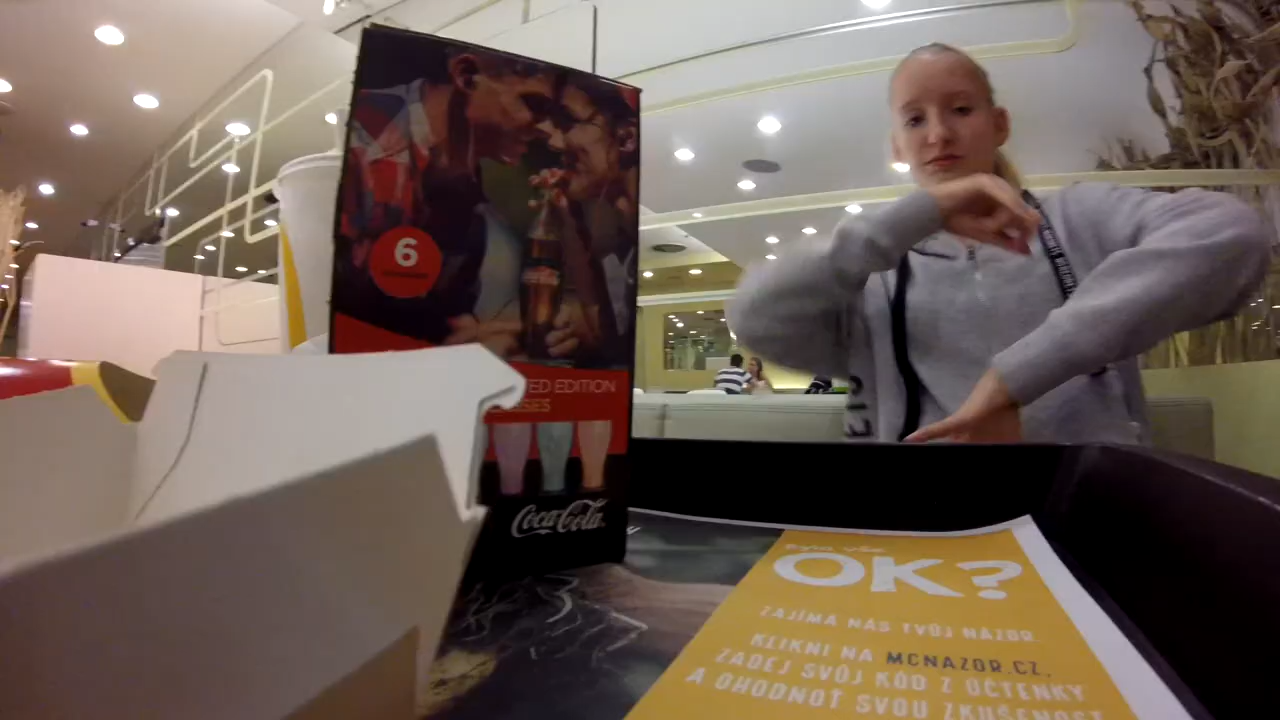 6
ED EDITION
Coca-Cola
OK?
ZAJÍMÁ NÁS TVŮJ NÁZOR.
KLIKNI NA MCNAZOR.CZ,
ZADEJ SVŮJ KÓD Z ÚČTENKY
A OHODNOŤ SVOU ZKUŠENOST